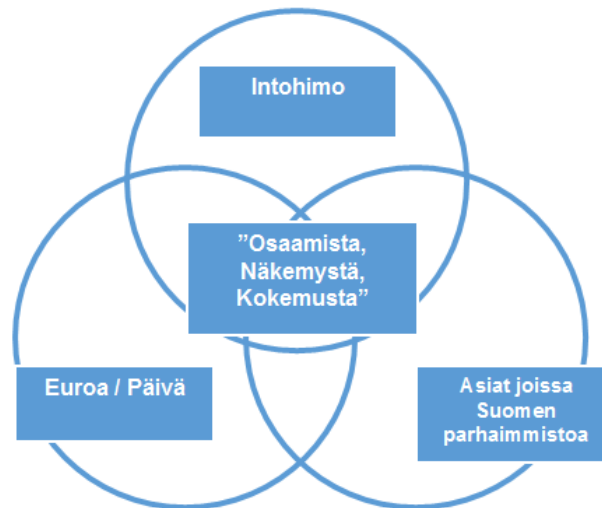 Intohimo
”Osaamista,
Näkemystä,
Kokemusta”
Euroa / Päivä
Asiat joissa
Suomen
parhaimmistoa